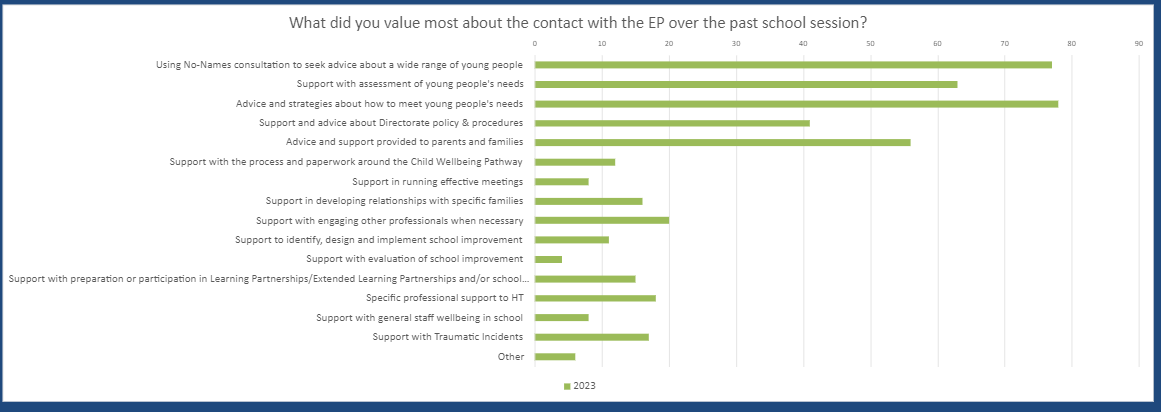 What did you value most about the contact with the EP over the past school session?
0 10 20 30 40 50 60 70 80 90
Using No-Names consultation to seek advice about a wide range of young people
Support with assessment of young people's needs
Advice and strategies about how to meet young people's needs
Support and advice about Directorate policy & procedures
Advice and support provided to parents and families
Support with the process and paperwork around the Child Wellbeing Pathway
Support in running effective meetings
Support in developing relationships with specific families
Support with engaging other professionals when necessary
Support to identify, design and implement school improvement
Support with evaluation of school improvement
Support with preparation or participation in Learning Partnerships/Extended Learning Partnerships and/or school...
Specific professional support to HT
Support with general staff wellbeing in school
Support with Traumatic Incidents
Other
2023